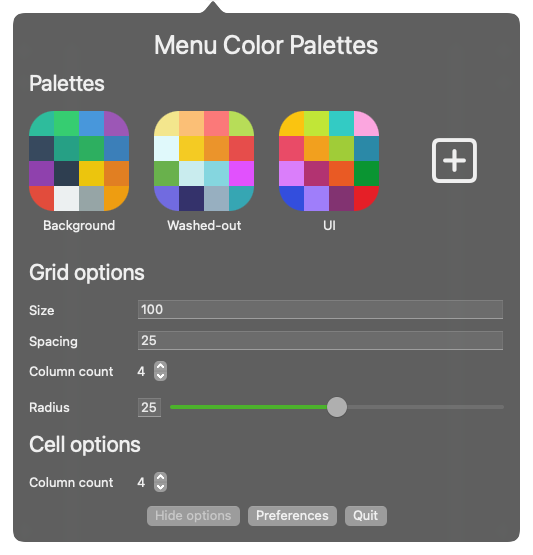 Menu Color Palettes
Palettes
Background Washed-out UI
Grid options
Size 100
Spacing 25
Column count 4
Radius 25
Cell options
Column count 4
Hide options Preferences Quit